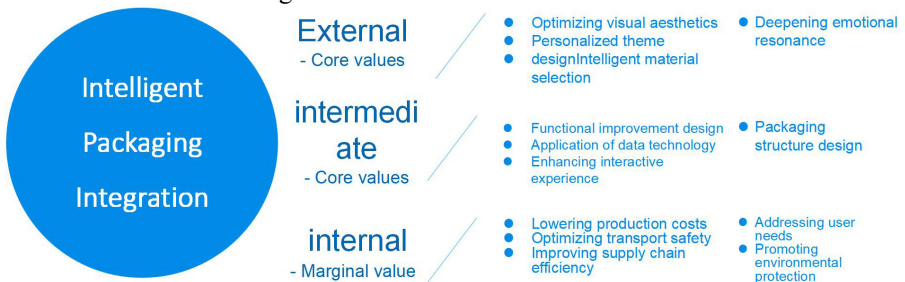 Intelligent
Packaging
Integration
External
- Core values
Optimizing visual aesthetics
Personalized theme
designIntelligent material
selection
Deepening emotional
resonance
intermedi
ate
- Core values
Functional improvement design
Application of data technology
Enhancing interactive
experience
Packaging
structure design
internal
- Marginal value
Lowering production costs
Optimizing transport safety
Improving supply chain
efficiency
Addressing user
needs
Promoting
environmental
protection